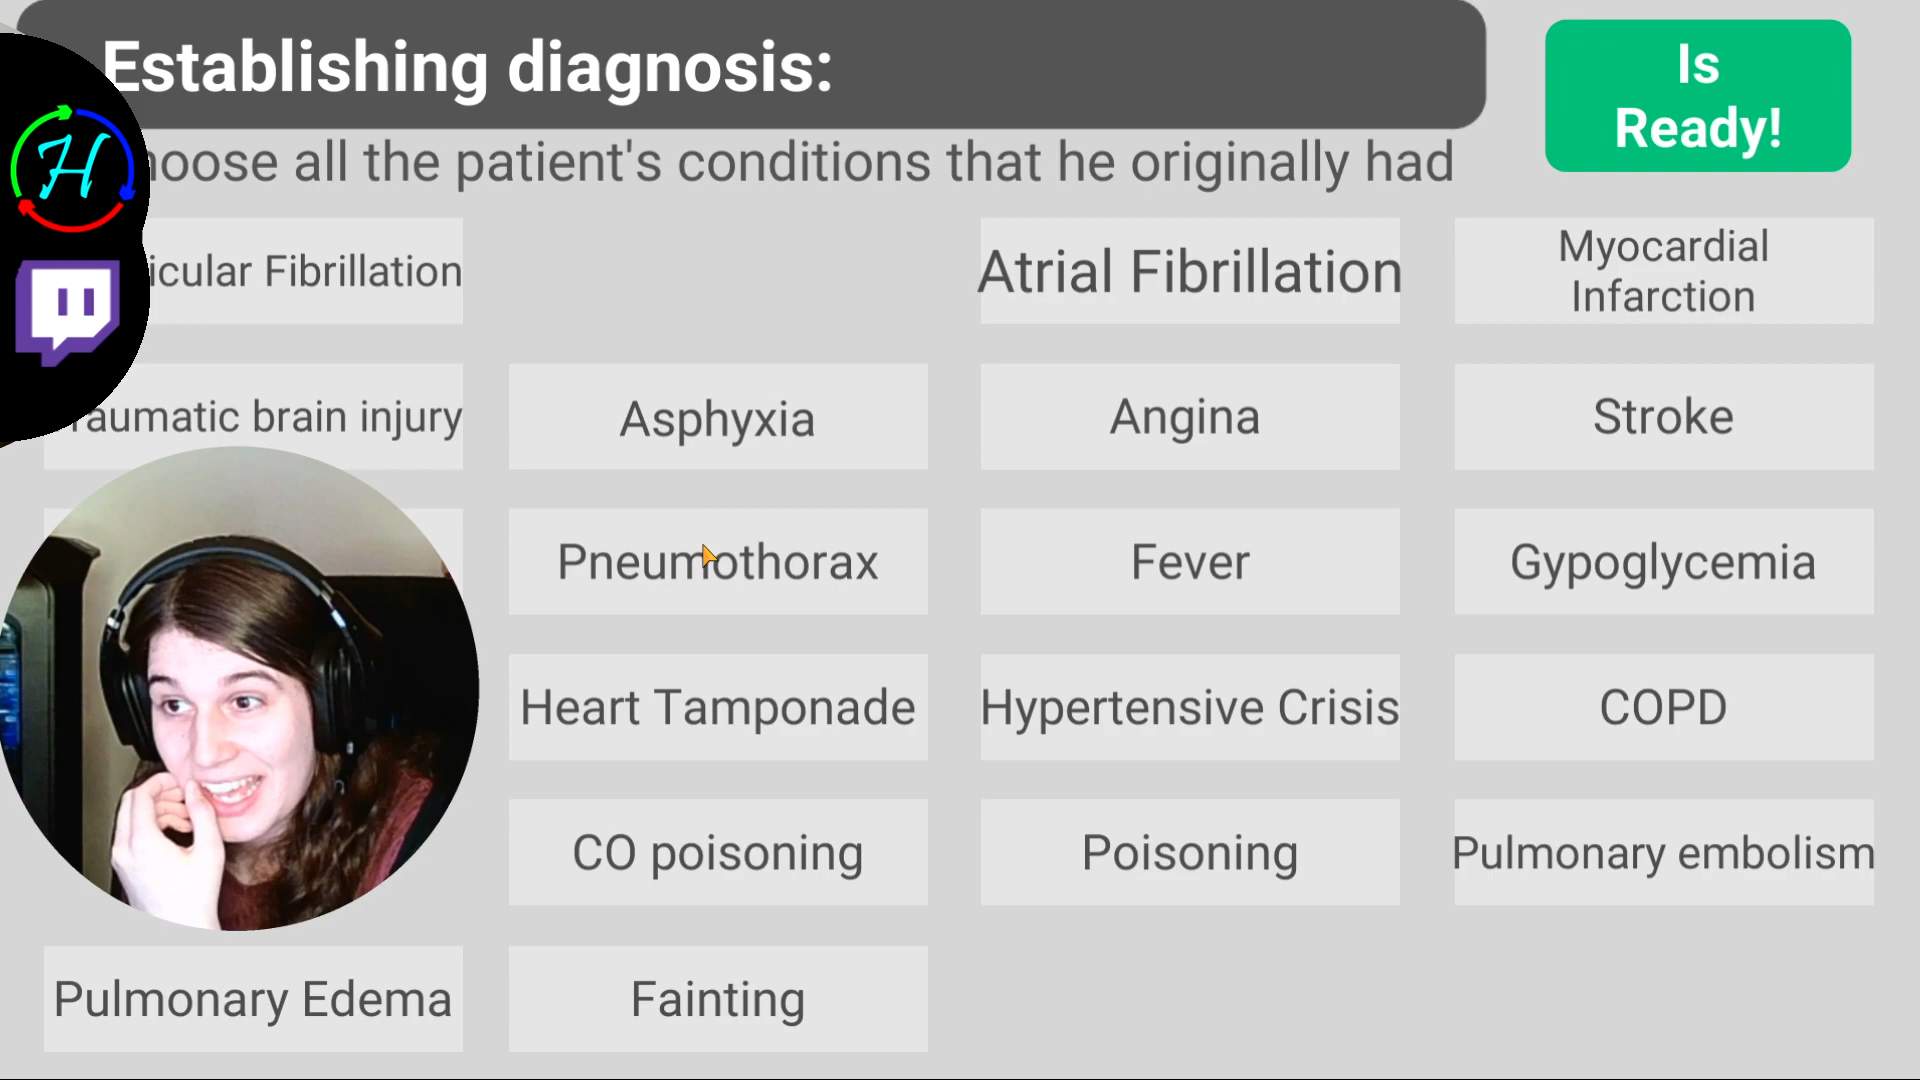 Establishing diagnosis:
Is
Ready!
hoose all the patient's conditions that he originally had
icular Fibrillation
Atrial Fibrillation
Myocardial
Infarction
raumatic brain injury
Asphyxia
Angina
Stroke
Pneumothorax
Fever
Gypoglycemia
Heart Tamponade
Hypertensive Crisis
COPD
CO poisoning
Poisoning
Pulmonary embolism
Pulmonary Edema
Fainting
H